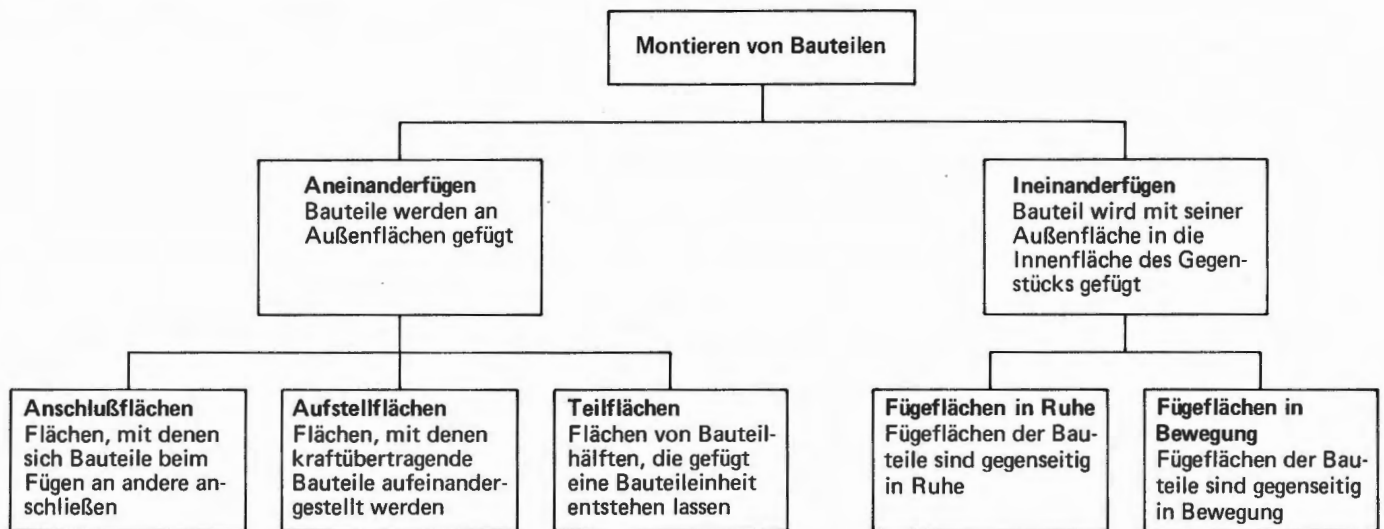 Montieren von Bauteilen
Aneinanderfügen
Bauteile werden an
Außenflächen gefügt
Ineinanderfügen
Bauteil wird mit seiner
Außenfläche in die
Innenfläche des Gegen-
stücks gefügt
Anschlußflächen
Flächen, mit denen
sich Bauteile beim
Fügen an andere an-
schließen
Aufstellflächen
Flächen, mit denen
kraftübertragende
Bauteile aufeinander-
gestellt werden
Teilflächen
Flächen von Bauteil-
hälften, die gefügt
eine Bauteileinheit
entstehen lassen
Fügeflächen in Ruhe
Fügeflächen der Bau-
teile sind gegenseitig
in Ruhe
Fügeflächen in
Bewegung
Fügeflächen der Bau-
teile sind gegenseitig
in Bewegung